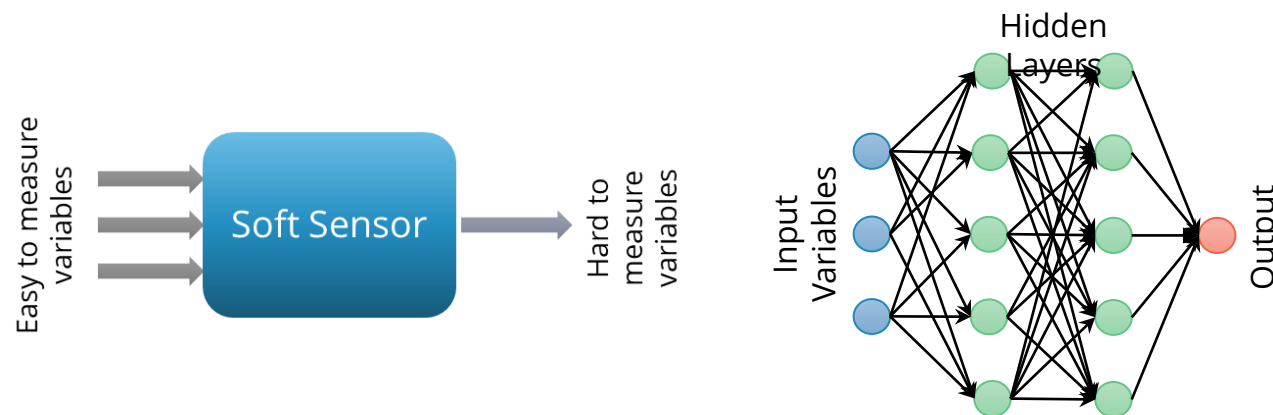 Easy to measure
variables
Soft Sensor
Hard to
measure
variables
Hidden
Layers
Input
Variables
Output